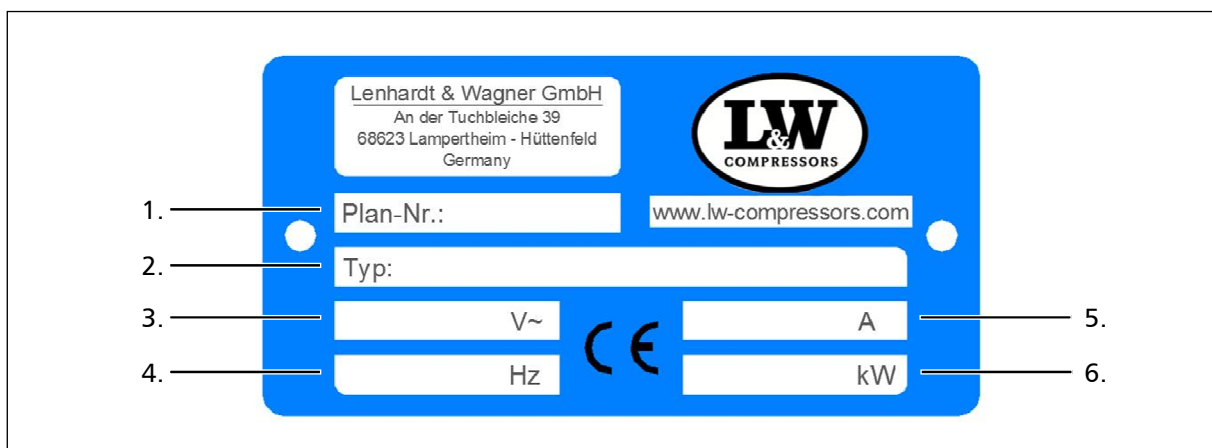 Lenhardt & Wagner GmbH
An der Tuchbleiche 39
68623 Lampertheim - Hüttenfeld
Germany
L&W
COMPRESSORS
1.
Plan-Nr.:
www.lw-compressors.com
2.
Typ:
3.
V~
CE
A
5.
4.
Hz
kW
6.